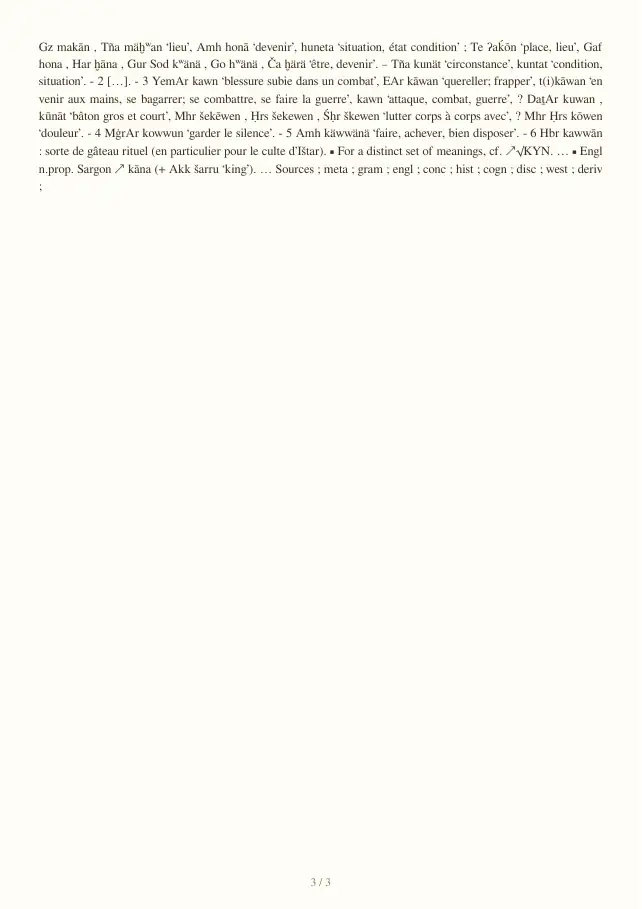 Gz makān , Tña mäḫʷan ‘lieu’, Amh honä ‘devenir’, huneta ‘situation, état condition’ ; Te ʔaḱōn ‘place, lieu’, Gaf
hona , Har ḫāna , Gur Sod kʷänä , Go hʷänä , Ča ḫärä ‘être, devenir’. – Tña kunät ‘circonstance’, kuntat ‘condition,
situation’. - 2 […]. - 3 YemAr kawn ‘blessure subie dans un combat’, EAr kāwan ‘quereller; frapper’, t(i)kāwan ‘en
venir aux mains, se bagarrer; se combattre, se faire la guerre’, kawn ‘attaque, combat, guerre’, ? DaṯAr kuwan ,
kūnāt ‘bâton gros et court’, Mhr šekēwen , Ḥrs šekewen , Śḥr škewen ‘lutter corps à corps avec’, ? Mhr Ḥrs kōwen
‘douleur’. - 4 MġrAr kowwun ‘garder le silence’. - 5 Amh käwwänä ‘faire, achever, bien disposer’. - 6 Hbr kawwān
: sorte de gâteau rituel (en particulier pour le culte d’Ištar). ▪ For a distinct set of meanings, cf. ↗√KYN. … ▪ Engl
n.prop. Sargon ↗ kāna (+ Akk šarru ‘king’). … Sources ; meta ; gram ; engl ; conc ; hist ; cogn ; disc ; west ; deriv
;
3 / 3